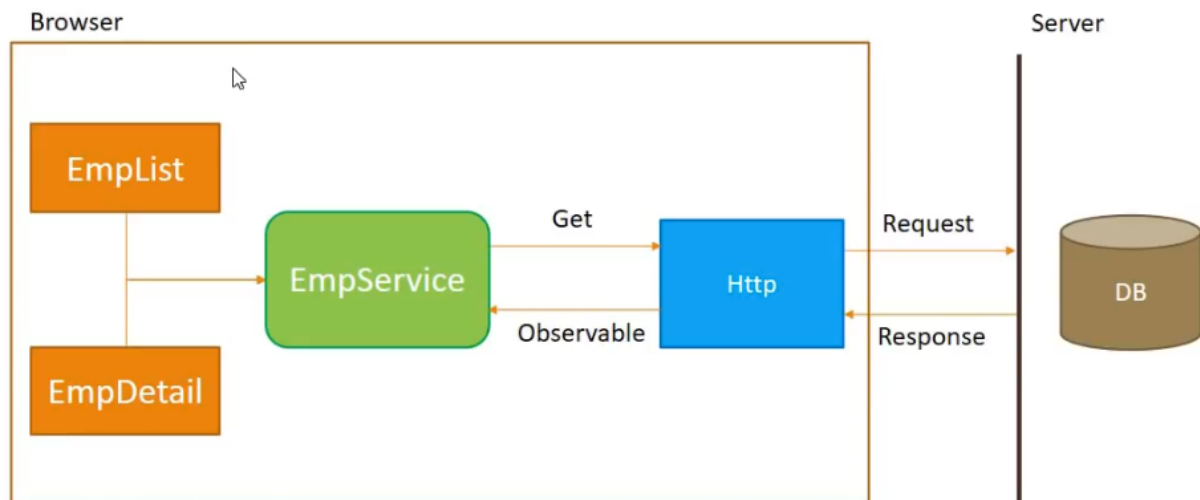 Browser
Server
EmpList
Get
Request
EmpService
Http
DB
Observable
Response
EmpDetail